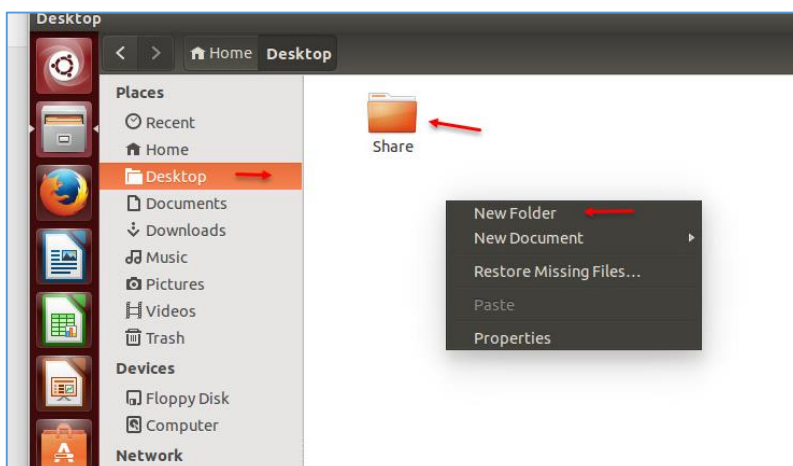 Desktop
Home Desktop
Places
Recent
Home
Desktop
Documents
Downloads
Music
Pictures
Videos
Trash
Devices
Floppy Disk
Computer
Network
Share
New Folder
New Document
Restore Missing Files...
Paste
Properties